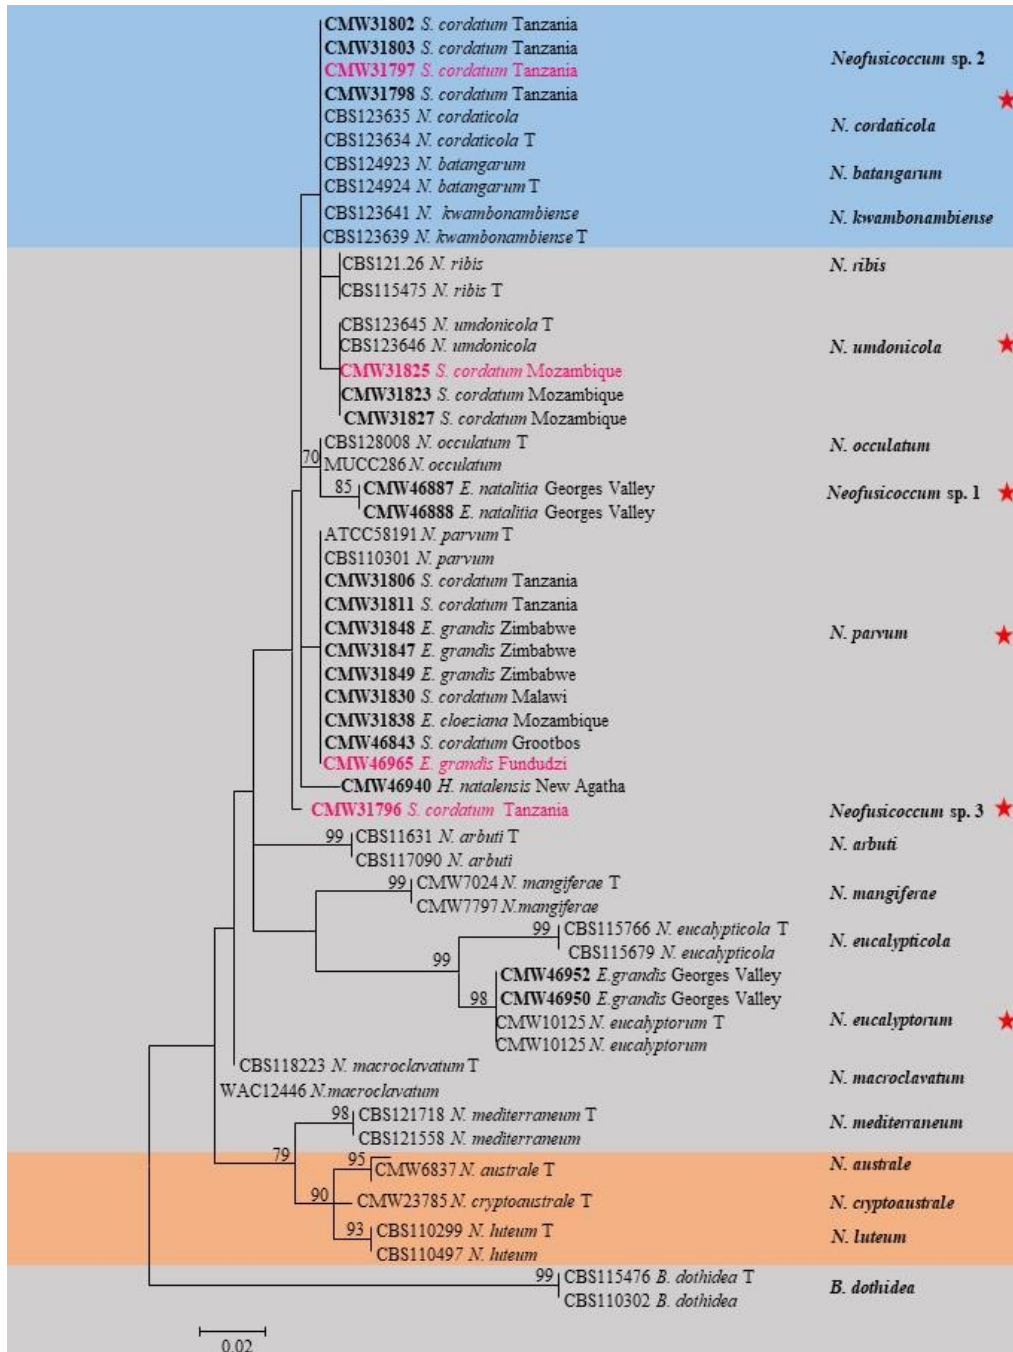 CMW31802 S. cordatum Tanzania
CMW31803 S. cordatum Tanzania
Neofusicoccum sp. 2
CMW31797 S. cordatum Tanzania
CMW31798 S. cordatum Tanzania
CBS123635 N. cordaticola
N. cordaticola
CBS123634 N. cordaticola T
CBS124923 N. batangarum
N. batangarum
CBS124924 N. batangarum T
CBS123641 N. kwambonambiense
N. kwambonambiense
CBS123639 N. kwambonambiense T
CBS121.26 N. ribis
N. ribis
CBS115475 N. ribis T
CBS123645 N. umdonicola T
CBS123646 N. umdonicola
N. umdonicola
CMW31825 S. cordatum Mozambique
CMW31823 S. cordatum Mozambique
CMW31827 S. cordatum Mozambique
CBS128008 N. occulatum T
N. occulatum
70
MUCC286 N. occulatum
85
CMW46887 E. natalitia Georges Valley
Neofusicoccum sp. 1
CMW46888 E. natalitia Georges Valley
ATCC58191 N. parvum T
CBS110301 N. parvum
CMW31806 S. cordatum Tanzania
CMW31811 S. cordatum Tanzania
CMW31848 E. grandis Zimbabwe
N. parvum
CMW31847 E. grandis Zimbabwe
CMW31849 E. grandis Zimbabwe
CMW31830 S. cordatum Malawi
CMW31838 E. cloeziana Mozambique
CMW46843 S. cordatum Grootbos
CMW46965 E. grandis Fundudzi
CMW46940 H. natalensis New Agatha
CMW31796 S. cordatum Tanzania
Neofusicoccum sp. 3
99
CBS11631 N. arbuti T
N. arbuti
CBS117090 N. arbuti
99
CMW7024 N. mangiferae T
N. mangiferae
CMW7797 N.mangiferae
99
CBS115766 N. eucalypticola T
N. eucalypticola
CBS115679 N. eucalypticola
99
CMW46952 E.grandis Georges Valley
98
CMW46950 E.grandis Georges Valley
CMW10125 N. eucalyptorum T
N. eucalyptorum
CMW10125 N. eucalyptorum
CBS118223 N. macroclavatum T
N. macroclavatum
WAC12446 N.macroclavatum
98
CBS121718 N. mediterraneum T
N. mediterraneum
CBS121558 N. mediterraneum
79
95
CMW6837 N. australe T
N. australe
90
CMW23785 N. cryptoaustrale T
N. cryptoaustrale
93
CBS110299 N. luteum T
N. luteum
CBS110497 N. luteum
99
CBS115476 B. dothidea T
B. dothidea
CBS110302 B. dothidea
0.02